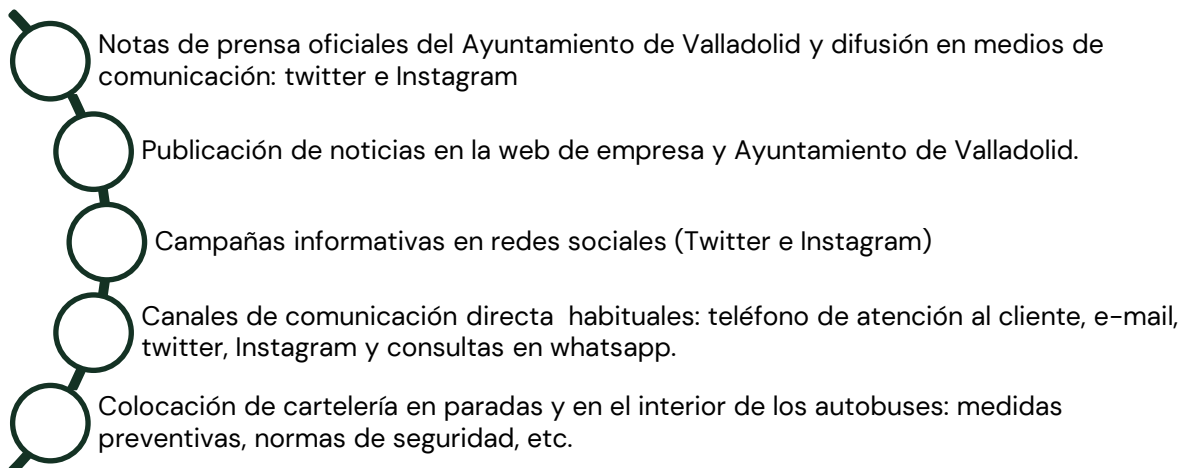 Notas de prensa oficiales del Ayuntamiento de Valladolid y difusión en medios de
comunicación: twitter e Instagram
Publicación de noticias en la web de empresa y Ayuntamiento de Valladolid.
Campañas informativas en redes sociales (Twitter e Instagram)
Canales de comunicación directa  habituales: teléfono de atención al cliente, e-mail,
twitter, Instagram y consultas en whatsapp.
Colocación de cartelería en paradas y en el interior de los autobuses: medidas
preventivas, normas de seguridad, etc.